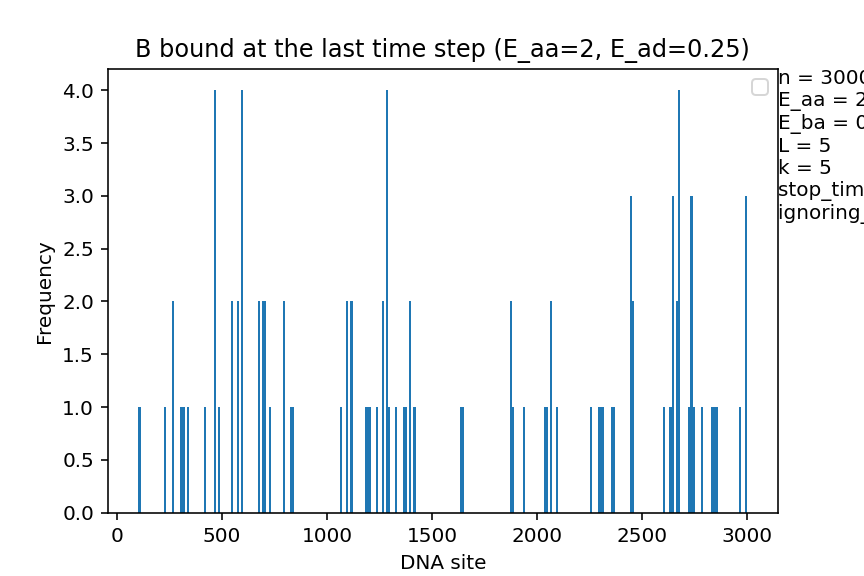 B bound at the last time step (E_aa=2, E_ad=0.25)
n = 3000
E_aa = 2
E_ba = 0
L = 5
k = 5
stop_tim
ignoring_
4.0
3.5
3.0
2.5
2.0
1.5
1.0
0.5
0.0
Frequency
0 500 1000 1500 2000 2500 3000
DNA site